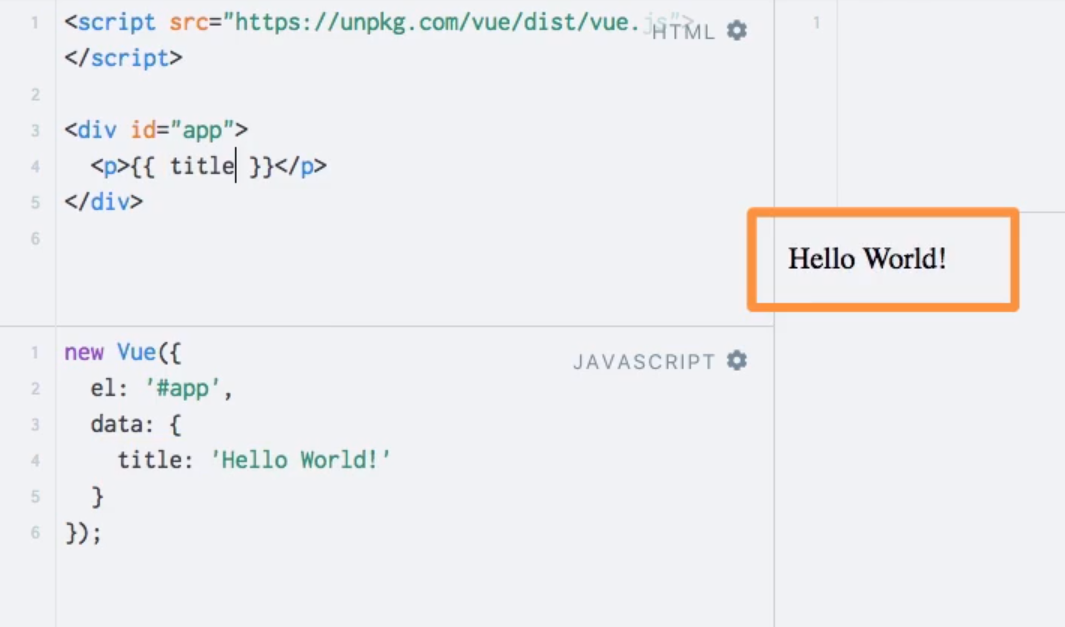 1 <script src="https://unpkg.com/vue/dist/vue.js">
</script>
HTML
2
3 <div id="app">
4 <p>{{ title }}</p>
5 </div>
6
1 new Vue({
JAVASCRIPT
2 el: '#app',
3 data: {
4 title: 'Hello World!'
5 }
6 });
1
Hello World!